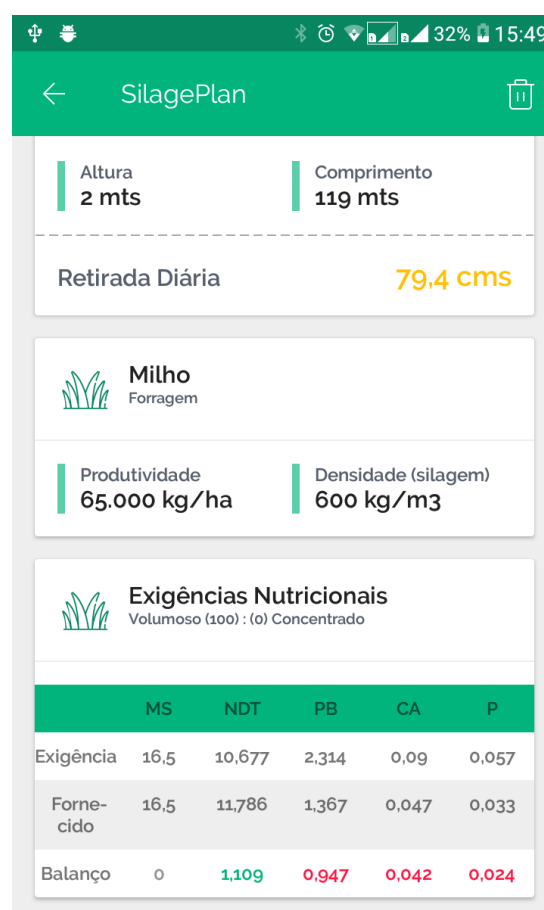 32% 15:49
SilagePlan
Altura Comprimento
2 mts 119 mts
Retirada Diária 79,4 cms
Milho
Forragem
Produtividade Densidade (silagem)
65.000 kg/ha 600 kg/m3
Exigências Nutricionais
Volumoso (100) : (0) Concentrado
MS NDT PB CA P
Exigência 16,5 10,677 2,314 0,09 0,057
Forne-
cido 16,5 11,786 1,367 0,047 0,033
Balanço 0 1,109 0,947 0,042 0,024